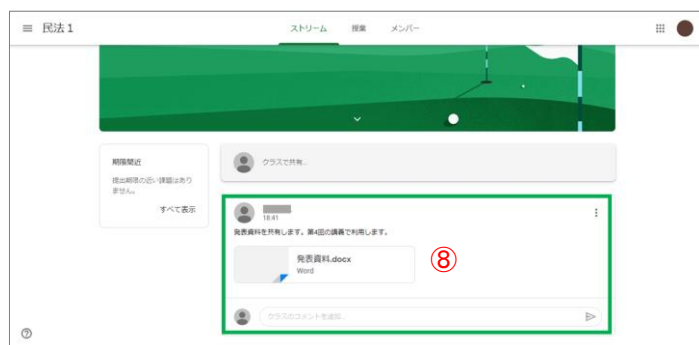 民法 1
ストリーム 授業 メンバー
期限間近
提出期限の近い課題はありません。
すべて表示
クラスで共有...
18:41
発表資料を共有します。第4回の講義で利用します。
発表資料.docx
Word
⑧
クラスのコメントを追加...